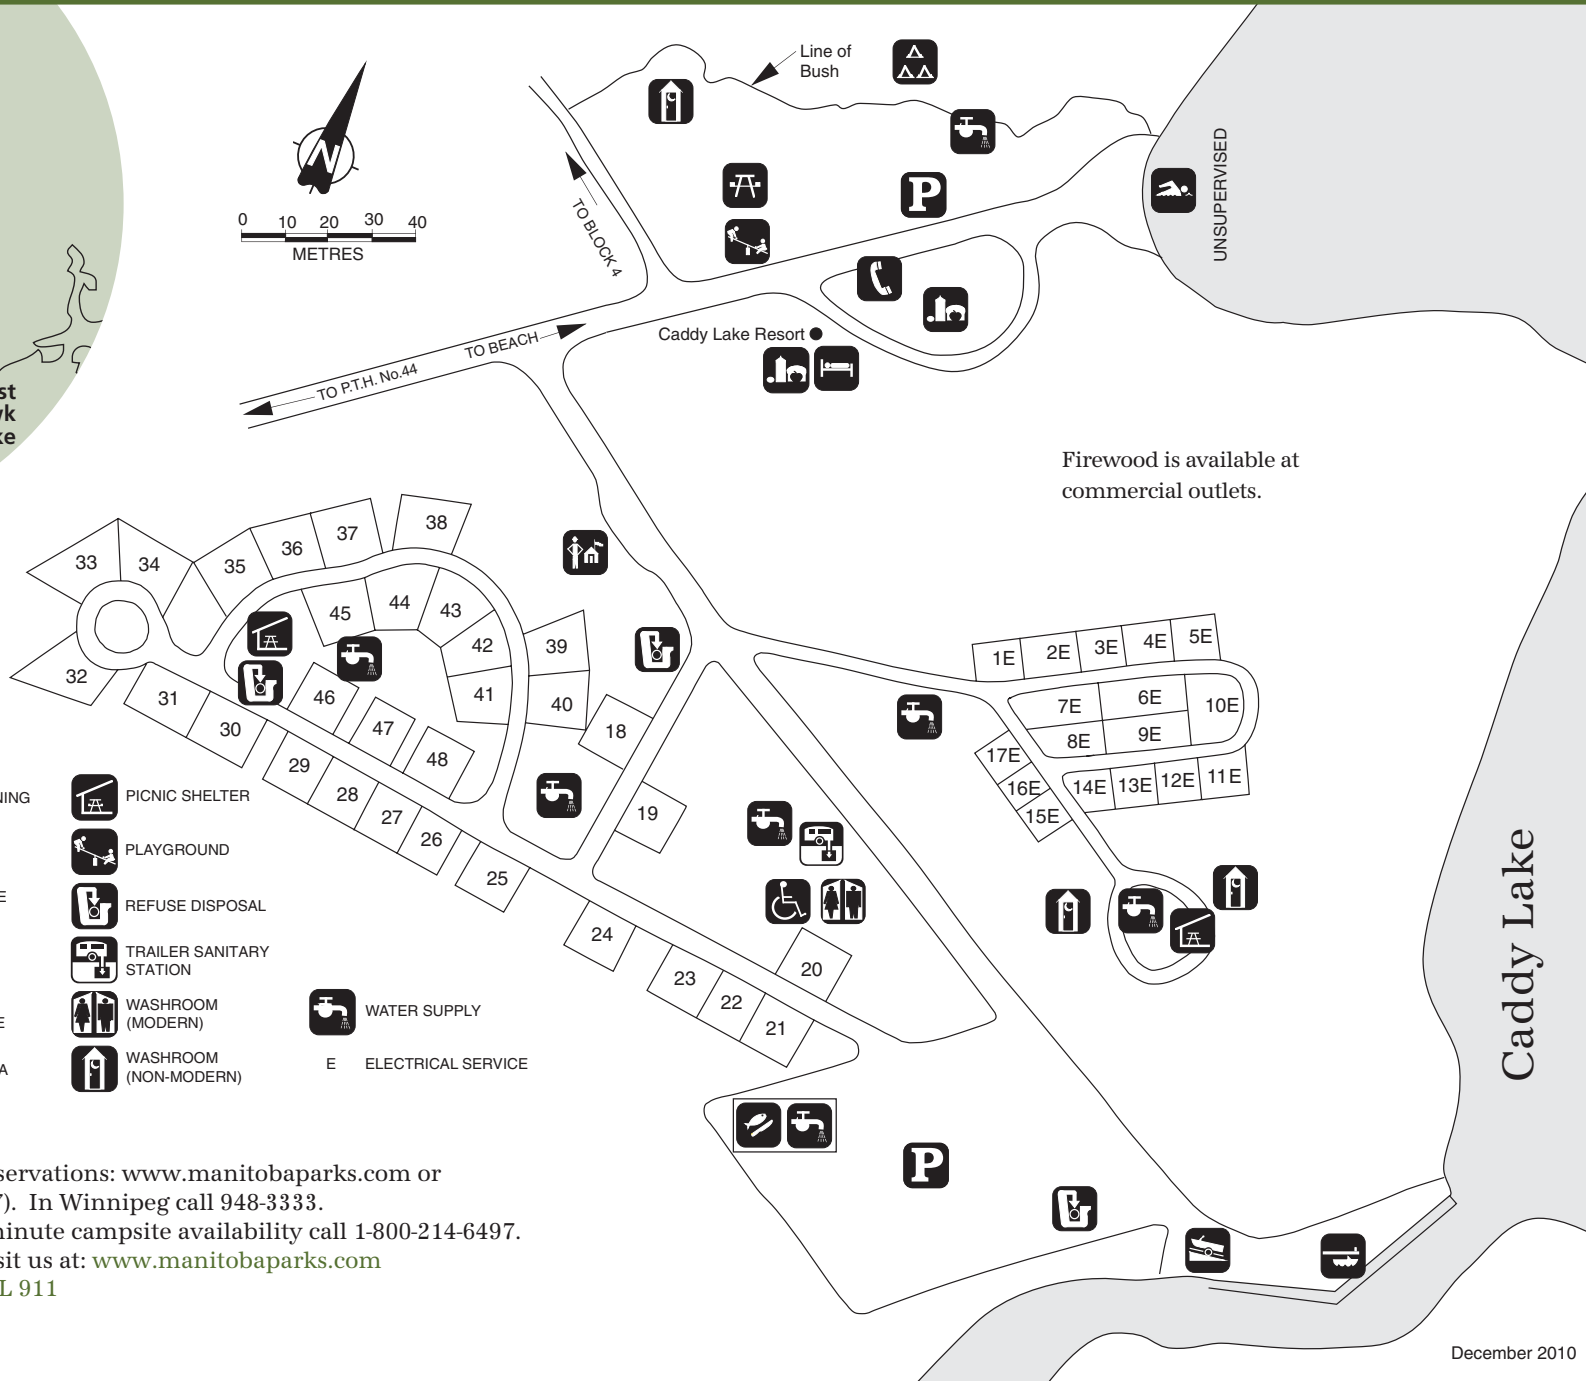 Line of
Bush
N
UNSUPERVISED
P
TO BLOCK 4
0 10 20 30 40
METRES
TO BEACH
TO P.T.H. No.44
Caddy Lake Resort
Firewood is available at
commercial outlets.
33
34
35
36
37
38
45
44
43
42
41
39
40
32
31
30
46
47
48
18
29
28
27
26
25
19
24
23
22
21
20
1E
2E
3E
4E
5E
7E
6E
10E
8E
9E
17E
16E
15E
14E
13E
12E
11E
Caddy Lake
PICNIC SHELTER
PLAYGROUND
REFUSE DISPOSAL
TRAILER SANITARY
STATION
WASHROOM
(MODERN)
WASHROOM
(NON-MODERN)
WATER SUPPLY
E ELECTRICAL SERVICE
P
servations: www.manitobaparks.com or
7). In Winnipeg call 948-3333.
minute campsite availability call 1-800-214-6497.
sit us at: www.manitobaparks.com
L 911
December 2010